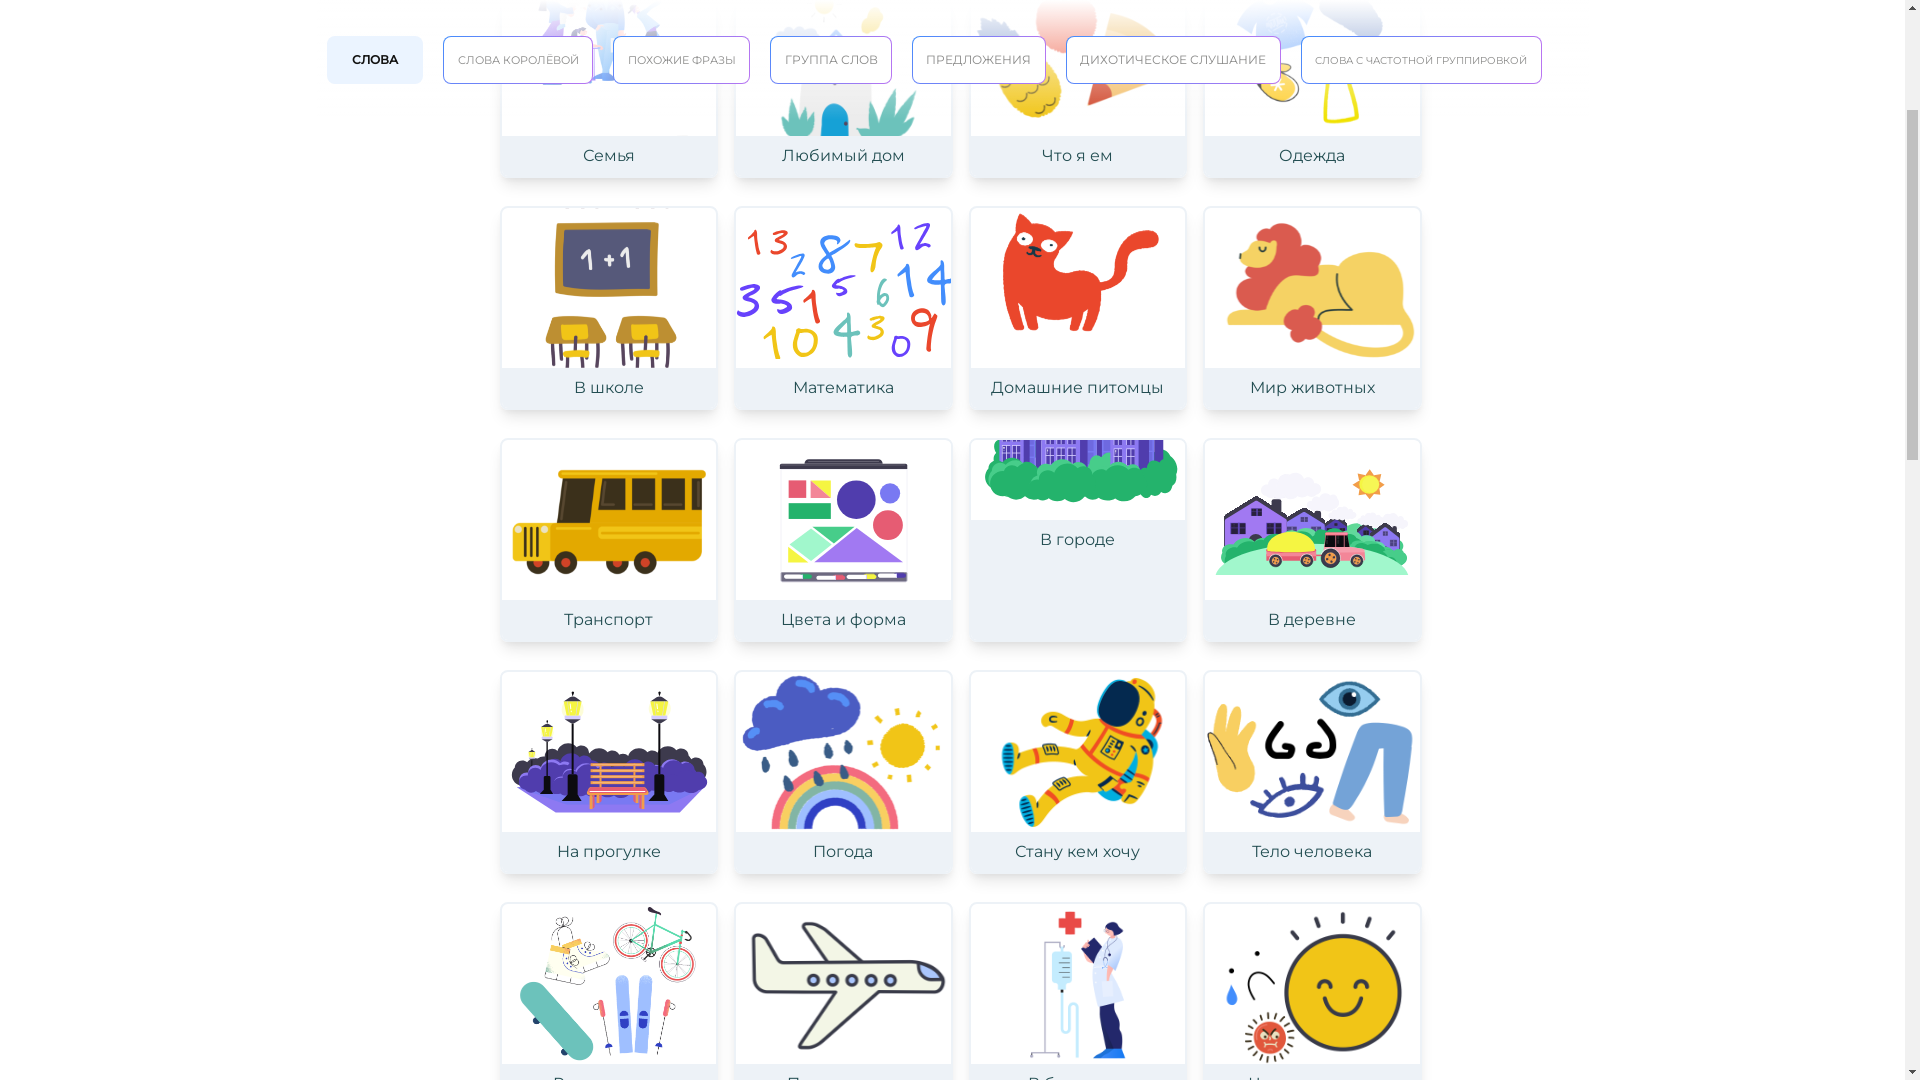 СЛОВА
СЛОВА КОРОЛЁВОЙ
ПОХОЖИЕ ФРАЗЫ
ГРУППА СЛОВ
ПРЕДЛОЖЕНИЯ
ДИХОТИЧЕСКОЕ СЛУШАНИЕ
СЛОВА С ЧАСТОТНОЙ ГРУППИРОВКОЙ
Семья
Любимый дом
Что я ем
Одежда
1+1
13 2 8 7 12
3 5 1 5 6 14
10 4 3 0 9
В школе
Математика
Домашние питомцы
Мир животных
Транспорт
Цвета и форма
В городе
В деревне
На прогулке
Погода
Стану кем хочу
Тело человека